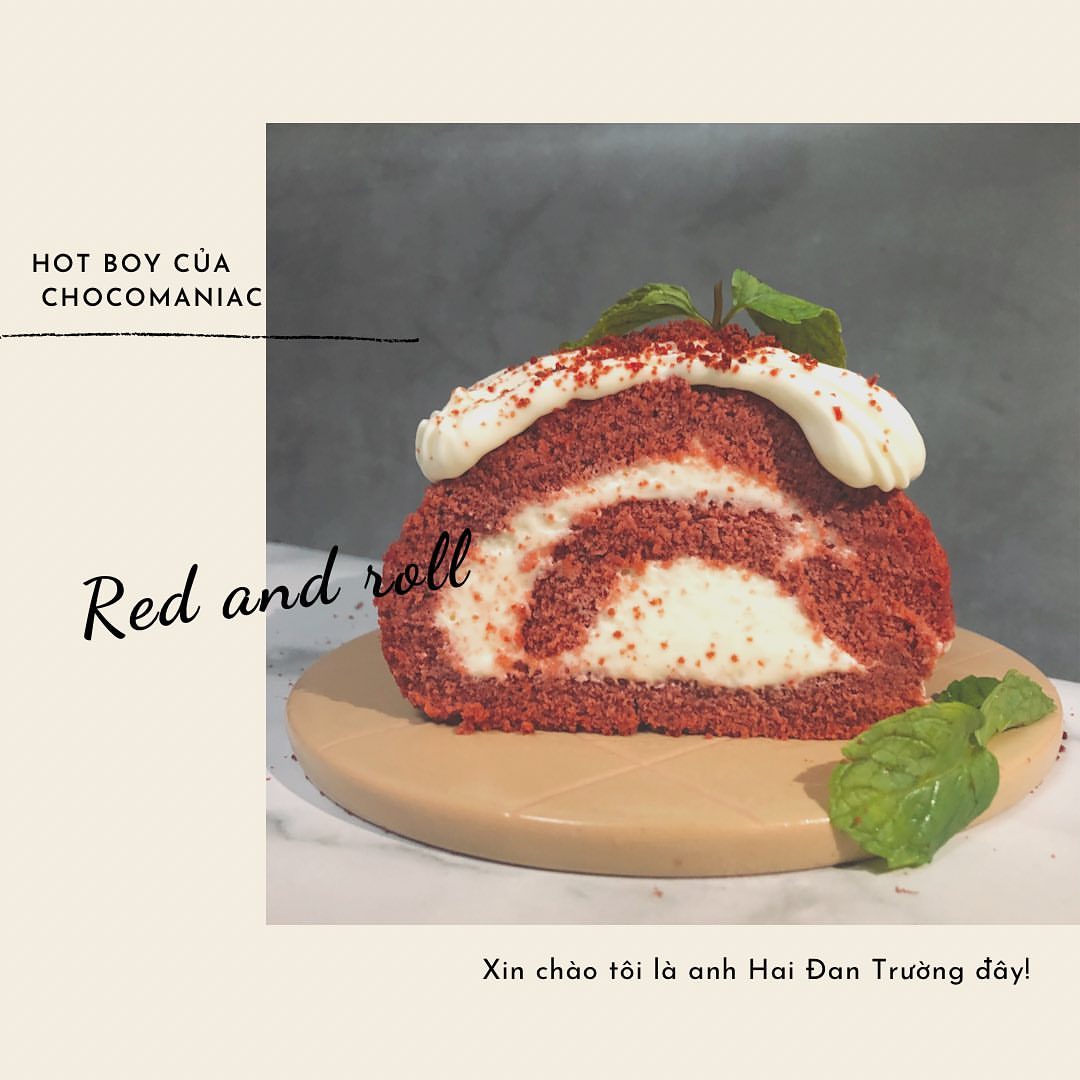 HOT BOY CỦA
CHOCOMANIAC
Red and roll
Xin chào tôi là anh Hai Đan Trường đây!